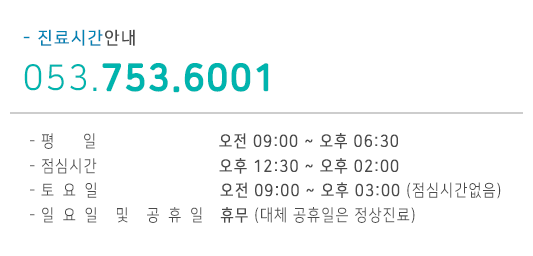 - 진료시간안내
053.753.6001
- 평 일 오전 09:00 ~ 오후 06:30
- 점심시간 오후 12:30 ~ 오후 02:00
- 토 요 일 오전 09:00 ~ 오후 03:00 (점심시간없음)
- 일 요 일 및 공 휴 일 휴무 (대체 공휴일은 정상진료)